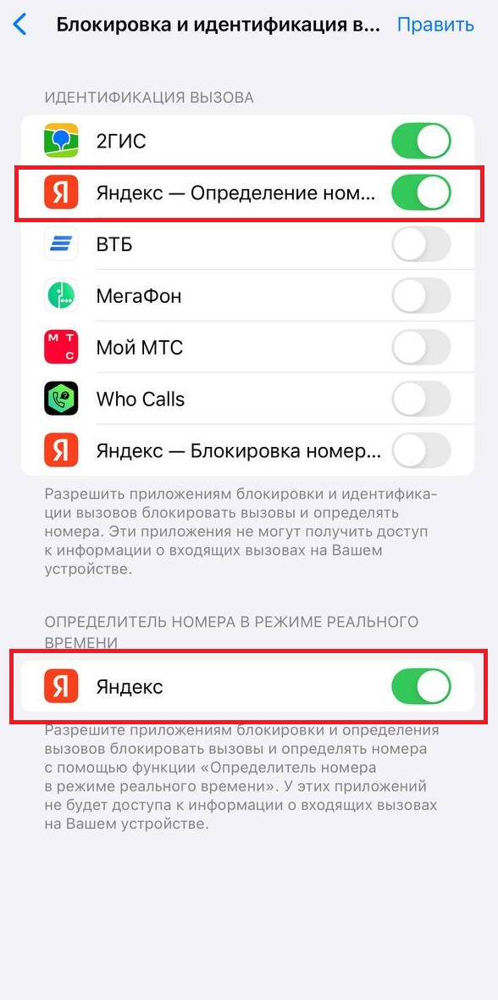 Блокировка и идентификация в...
Править
ИДЕНТИФИКАЦИЯ ВЫЗОВА
2ГИС
Я
Яндекс — Определение ном...
ВТБ
МегаФон
М Т
С
Мой МТС
Who Calls
Я
Яндекс — Блокировка номер...
Разрешить приложениям блокировки и идентифика-
ции вызовов блокировать вызовы и определять
номера. Эти приложения не могут получить доступ
к информации о входящих вызовах на Вашем
устройстве.
ОПРЕДЕЛИТЕЛЬ НОМЕРА В РЕЖИМЕ РЕАЛЬНОГО
ВРЕМЕНИ
Я
Яндекс
Разрешите приложениям блокировки и определения
вызовов блокировать вызовы и определять номера
с помощью функции «Определитель номера
в режиме реального времени». У этих приложений
не будет доступа к информации о входящих вызовах
на Вашем устройстве.